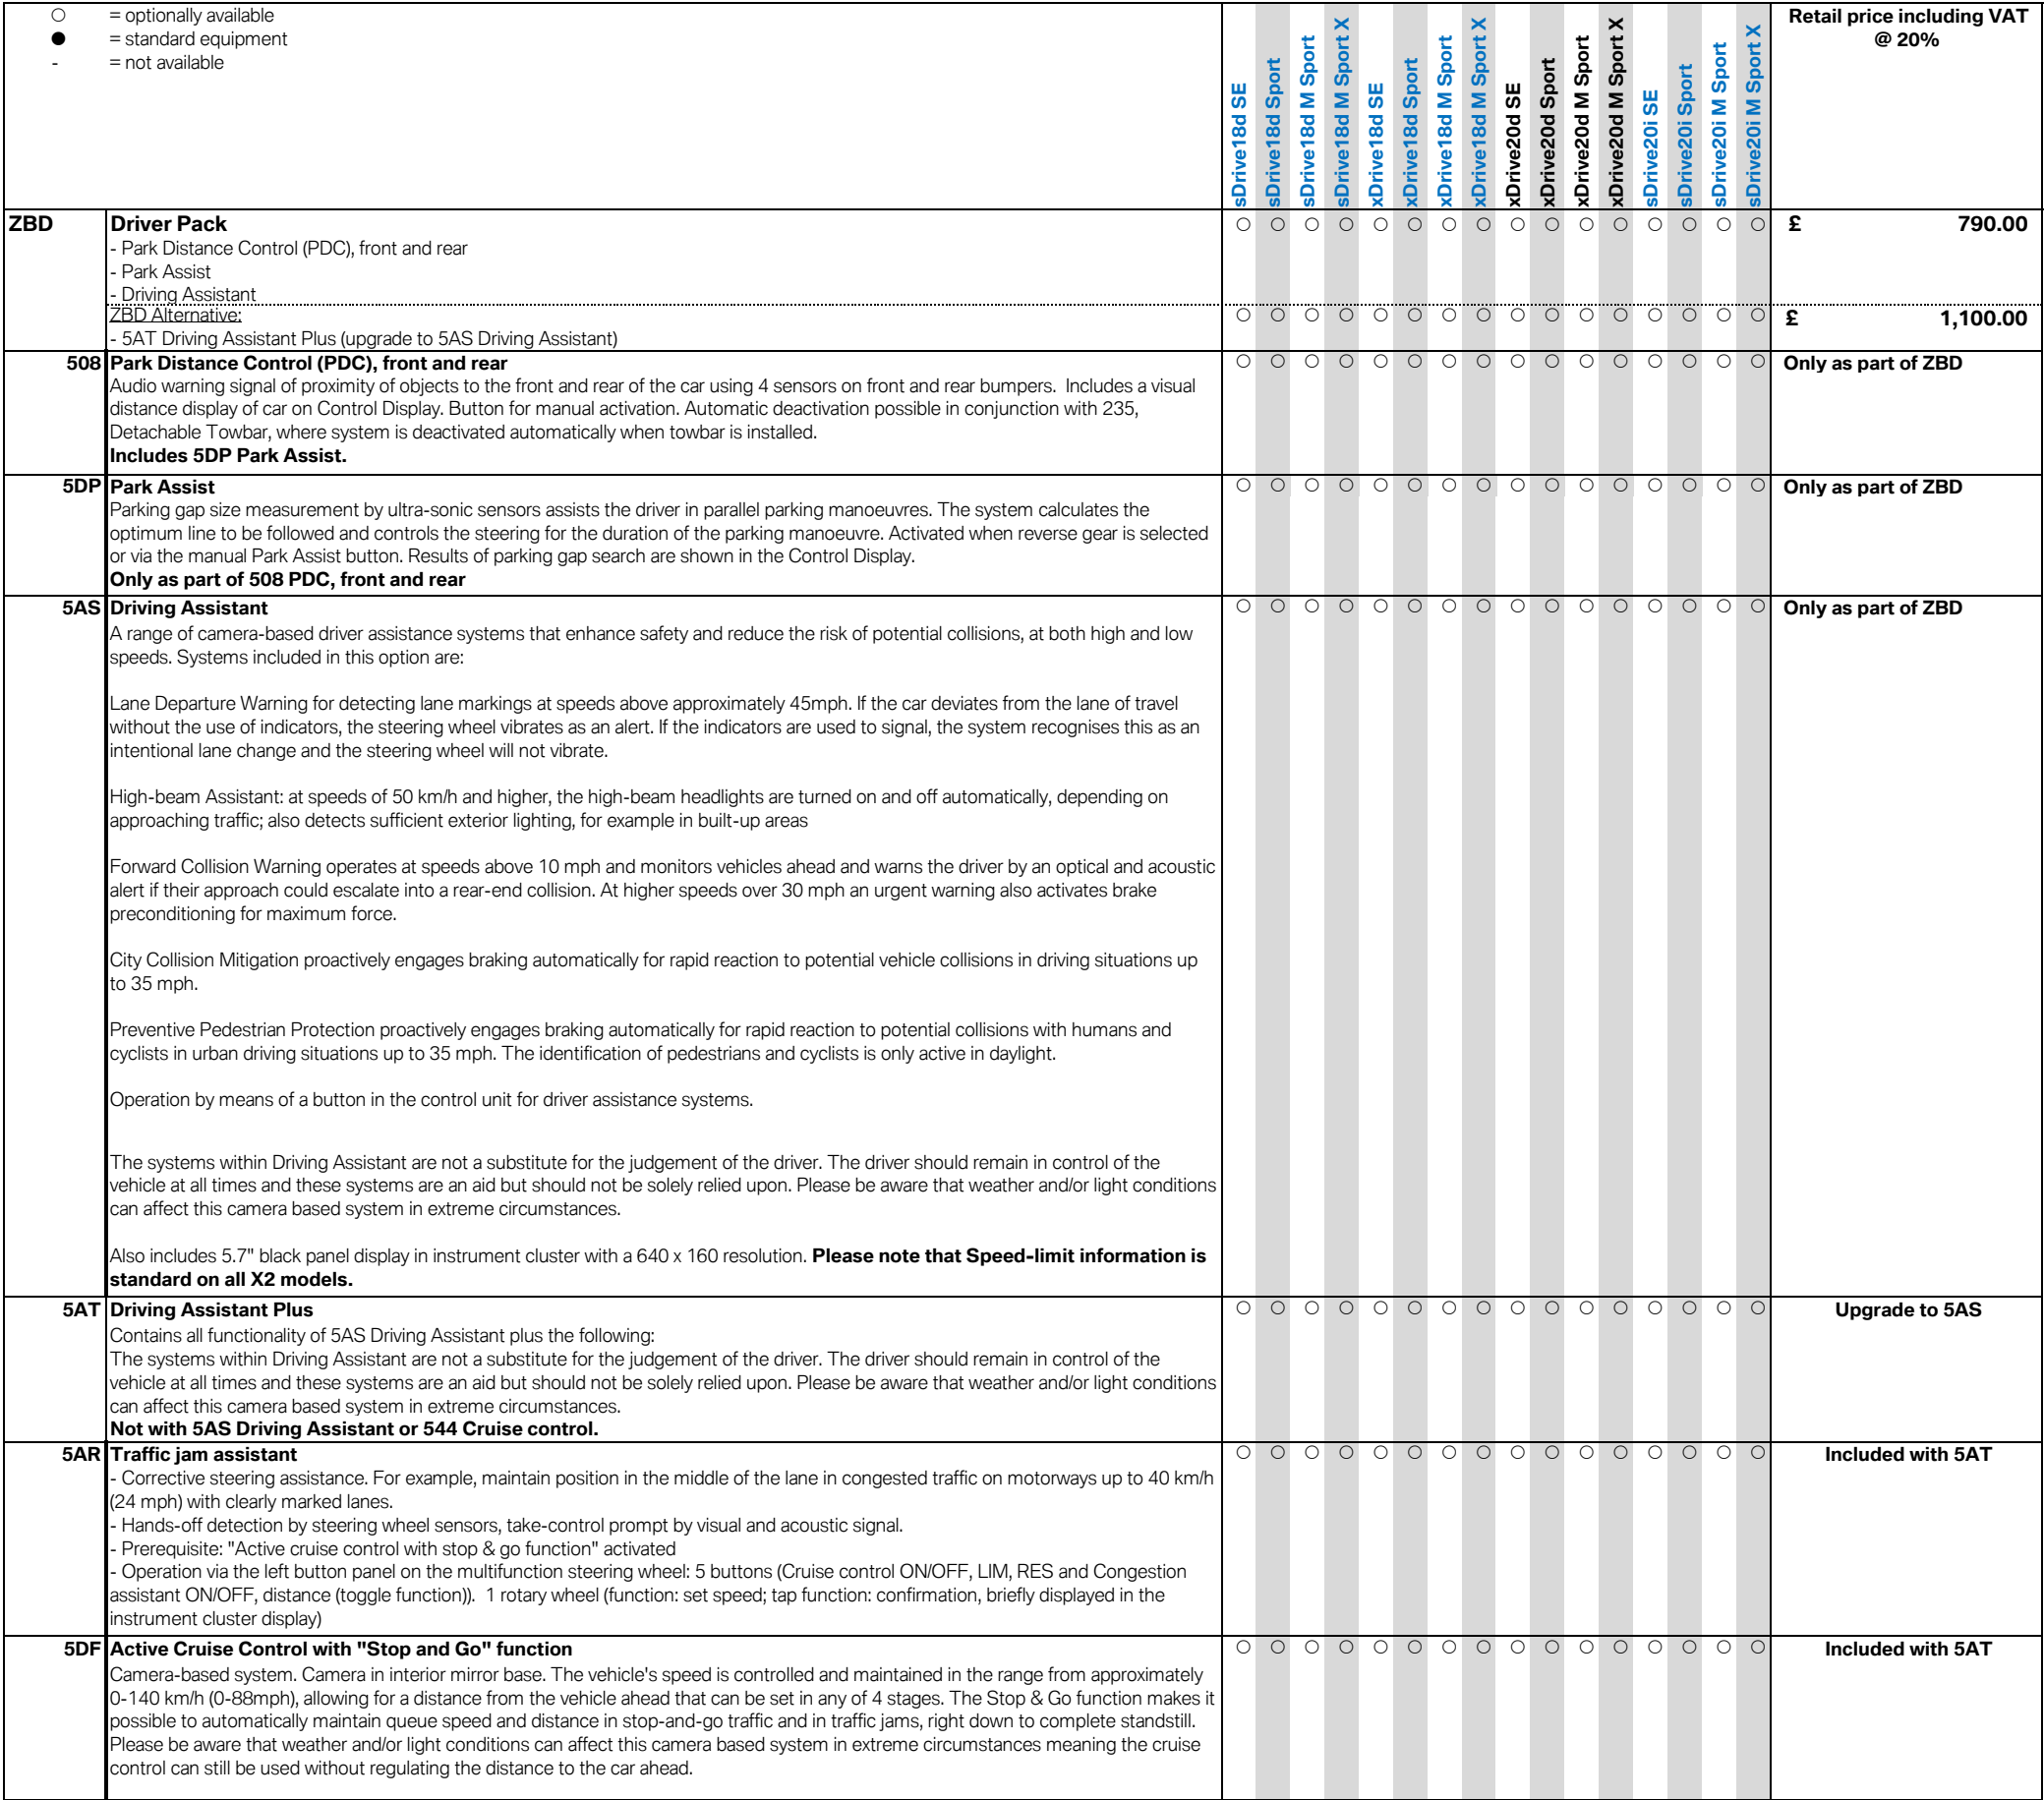 ○ = optionally available
● = standard equipment
- = not available
sDrive18d SE
sDrive18d Sport
sDrive18d M Sport
sDrive18d M Sport X
xDrive18d SE
xDrive18d Sport
xDrive18d M Sport
xDrive18d M Sport X
xDrive20d SE
xDrive20d Sport
xDrive20d M Sport
xDrive20d M Sport X
sDrive20i SE
sDrive20i Sport
sDrive20i M Sport
sDrive20i M Sport X
Retail price including VAT
@ 20%
ZBD Driver Pack ○ ○ ○ ○ ○ ○ ○ ○ ○ ○ ○ ○ ○ ○ ○ ○ £ 790.00
- Park Distance Control (PDC), front and rear
- Park Assist
- Driving Assistant
ZBD Alternative: ○ ○ ○ ○ ○ ○ ○ ○ ○ ○ ○ ○ ○ ○ ○ ○ £ 1,100.00
- 5AT Driving Assistant Plus (upgrade to 5AS Driving Assistant)
508 Park Distance Control (PDC), front and rear ○ ○ ○ ○ ○ ○ ○ ○ ○ ○ ○ ○ ○ ○ ○ ○ Only as part of ZBD
Audio warning signal of proximity of objects to the front and rear of the car using 4 sensors on front and rear bumpers. Includes a visual
distance display of car on Control Display. Button for manual activation. Automatic deactivation possible in conjunction with 235,
Detachable Towbar, where system is deactivated automatically when towbar is installed.
Includes 5DP Park Assist.
5DP Park Assist ○ ○ ○ ○ ○ ○ ○ ○ ○ ○ ○ ○ ○ ○ ○ ○ Only as part of ZBD
Parking gap size measurement by ultra-sonic sensors assists the driver in parallel parking manoeuvres. The system calculates the
optimum line to be followed and controls the steering for the duration of the parking manoeuvre. Activated when reverse gear is selected
or via the manual Park Assist button. Results of parking gap search are shown in the Control Display.
Only as part of 508 PDC, front and rear
5AS Driving Assistant ○ ○ ○ ○ ○ ○ ○ ○ ○ ○ ○ ○ ○ ○ ○ ○ Only as part of ZBD
A range of camera-based driver assistance systems that enhance safety and reduce the risk of potential collisions, at both high and low
speeds. Systems included in this option are:
Lane Departure Warning for detecting lane markings at speeds above approximately 45mph. If the car deviates from the lane of travel
without the use of indicators, the steering wheel vibrates as an alert. If the indicators are used to signal, the system recognises this as an
intentional lane change and the steering wheel will not vibrate.
High-beam Assistant: at speeds of 50 km/h and higher, the high-beam headlights are turned on and off automatically, depending on
approaching traffic; also detects sufficient exterior lighting, for example in built-up areas
Forward Collision Warning operates at speeds above 10 mph and monitors vehicles ahead and warns the driver by an optical and acoustic
alert if their approach could escalate into a rear-end collision. At higher speeds over 30 mph an urgent warning also activates brake
preconditioning for maximum force.
City Collision Mitigation proactively engages braking automatically for rapid reaction to potential vehicle collisions in driving situations up
to 35 mph.
Preventive Pedestrian Protection proactively engages braking automatically for rapid reaction to potential collisions with humans and
cyclists in urban driving situations up to 35 mph. The identification of pedestrians and cyclists is only active in daylight.
Operation by means of a button in the control unit for driver assistance systems.
The systems within Driving Assistant are not a substitute for the judgement of the driver. The driver should remain in control of the
vehicle at all times and these systems are an aid but should not be solely relied upon. Please be aware that weather and/or light conditions
can affect this camera based system in extreme circumstances.
Also includes 5.7" black panel display in instrument cluster with a 640 x 160 resolution. Please note that Speed-limit information is
standard on all X2 models.
5AT Driving Assistant Plus ○ ○ ○ ○ ○ ○ ○ ○ ○ ○ ○ ○ ○ ○ ○ ○ Upgrade to 5AS
Contains all functionality of 5AS Driving Assistant plus the following:
The systems within Driving Assistant are not a substitute for the judgement of the driver. The driver should remain in control of the
vehicle at all times and these systems are an aid but should not be solely relied upon. Please be aware that weather and/or light conditions
can affect this camera based system in extreme circumstances.
Not with 5AS Driving Assistant or 544 Cruise control.
5AR Traffic jam assistant ○ ○ ○ ○ ○ ○ ○ ○ ○ ○ ○ ○ ○ ○ ○ ○ Included with 5AT
- Corrective steering assistance. For example, maintain position in the middle of the lane in congested traffic on motorways up to 40 km/h
(24 mph) with clearly marked lanes.
- Hands-off detection by steering wheel sensors, take-control prompt by visual and acoustic signal.
- Prerequisite: "Active cruise control with stop & go function" activated
- Operation via the left button panel on the multifunction steering wheel: 5 buttons (Cruise control ON/OFF, LIM, RES and Congestion
assistant ON/OFF, distance (toggle function)). 1 rotary wheel (function: set speed; tap function: confirmation, briefly displayed in the
instrument cluster display)
5DF Active Cruise Control with "Stop and Go" function ○ ○ ○ ○ ○ ○ ○ ○ ○ ○ ○ ○ ○ ○ ○ ○ Included with 5AT
Camera-based system. Camera in interior mirror base. The vehicle's speed is controlled and maintained in the range from approximately
0-140 km/h (0-88mph), allowing for a distance from the vehicle ahead that can be set in any of 4 stages. The Stop & Go function makes it
possible to automatically maintain queue speed and distance in stop-and-go traffic and in traffic jams, right down to complete standstill.
Please be aware that weather and/or light conditions can affect this camera based system in extreme circumstances meaning the cruise
control can still be used without regulating the distance to the car ahead.